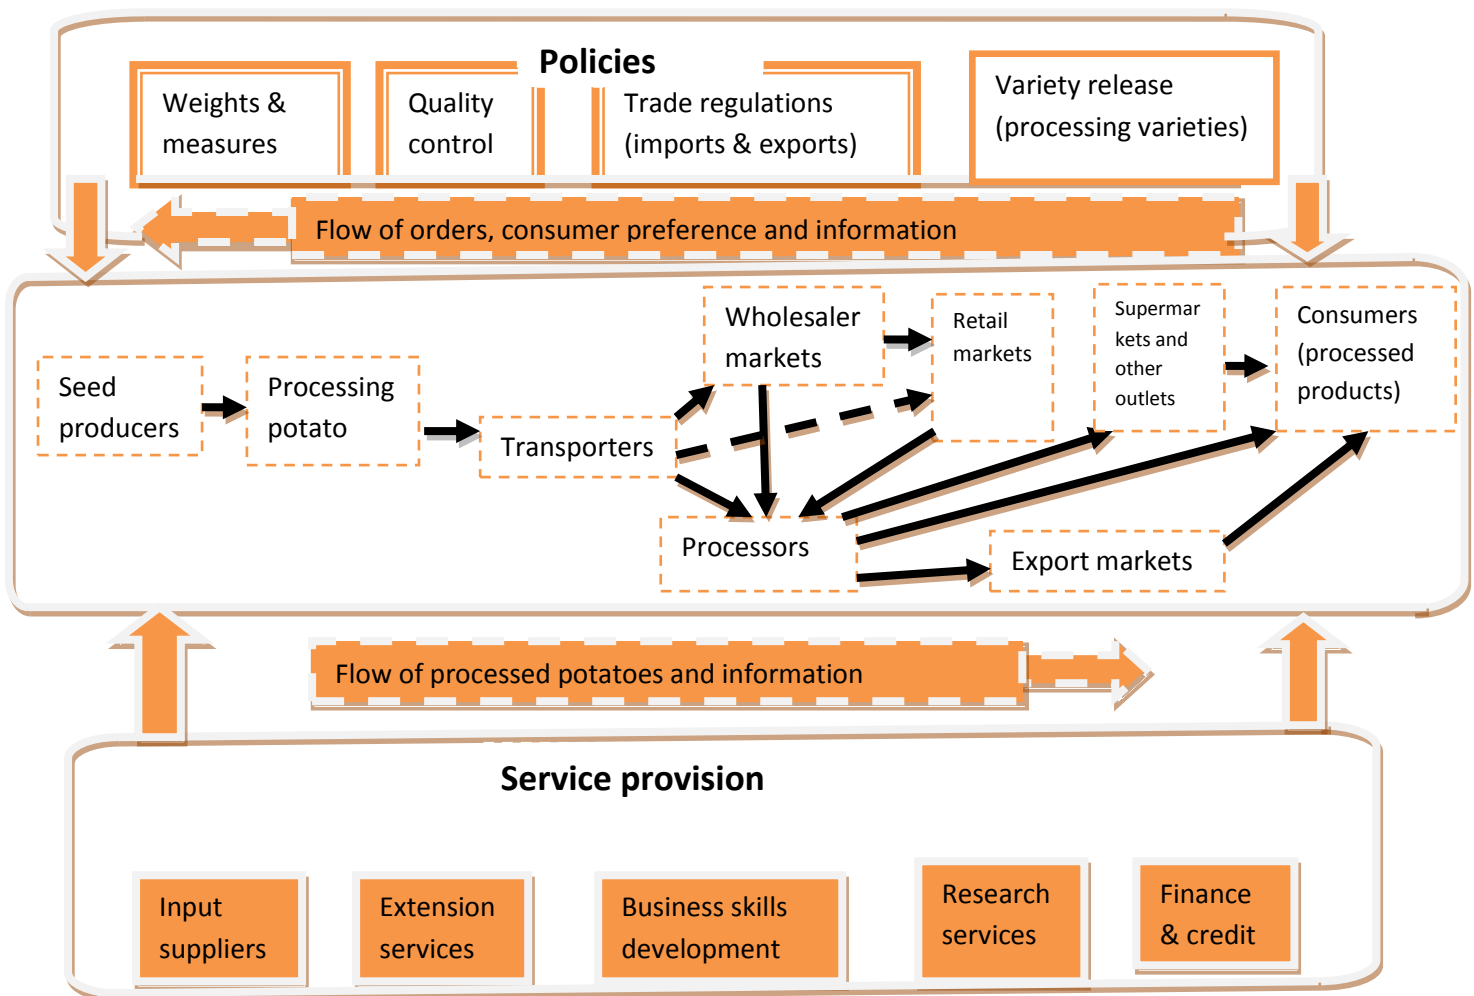 Policies
Weights &
measures
Quality
control
Trade regulations
(imports & exports)
Variety release
(processing varieties)
Flow of orders, consumer preference and information
Seed
producers
Processing
potato
Transporters
Wholesaler
markets
Retail
markets
Supermar
kets and
other
outlets
Consumers
(processed
products)
Processors
Export markets
Flow of processed potatoes and information
Service provision
Input
suppliers
Extension
services
Business skills
development
Research
services
Finance
& credit